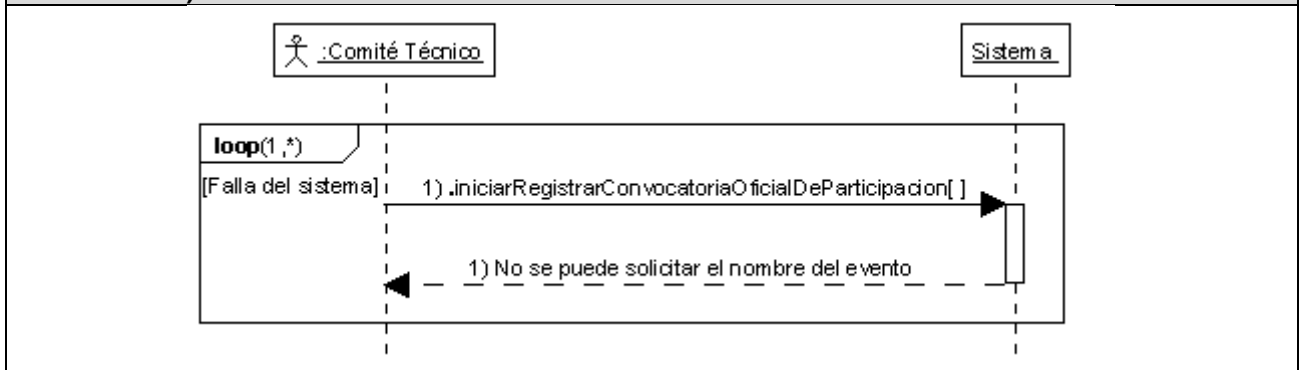 :Comité Técnico
Sistema
loop(1,*)
[Falla del sistema]
1) .iniciarRegistrarConvocatoriaOficialDeParticipacion[ ]
1) No se puede solicitar el nombre del evento